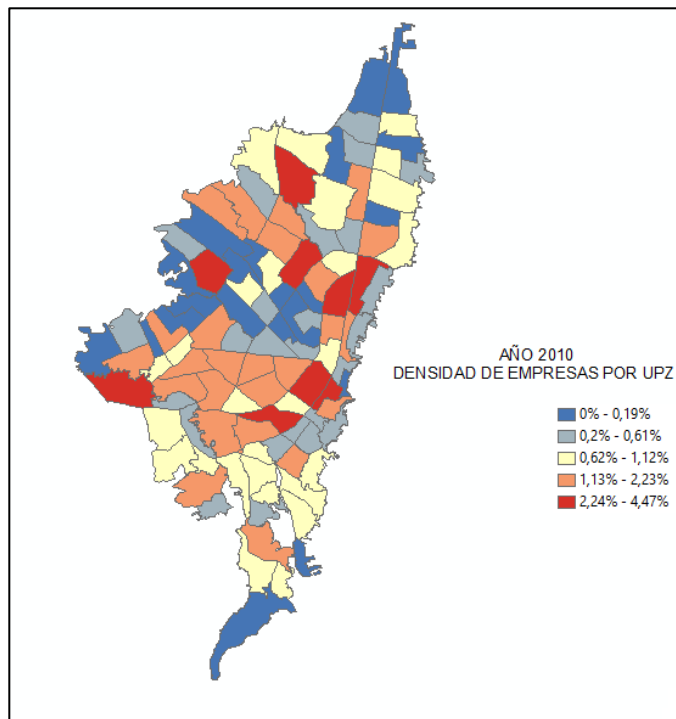 AÑO 2010
DENSIDAD DE EMPRESAS POR UPZ
0% - 0,19%
0,2% - 0,61%
0,62% - 1,12%
1,13% - 2,23%
2,24% - 4,47%